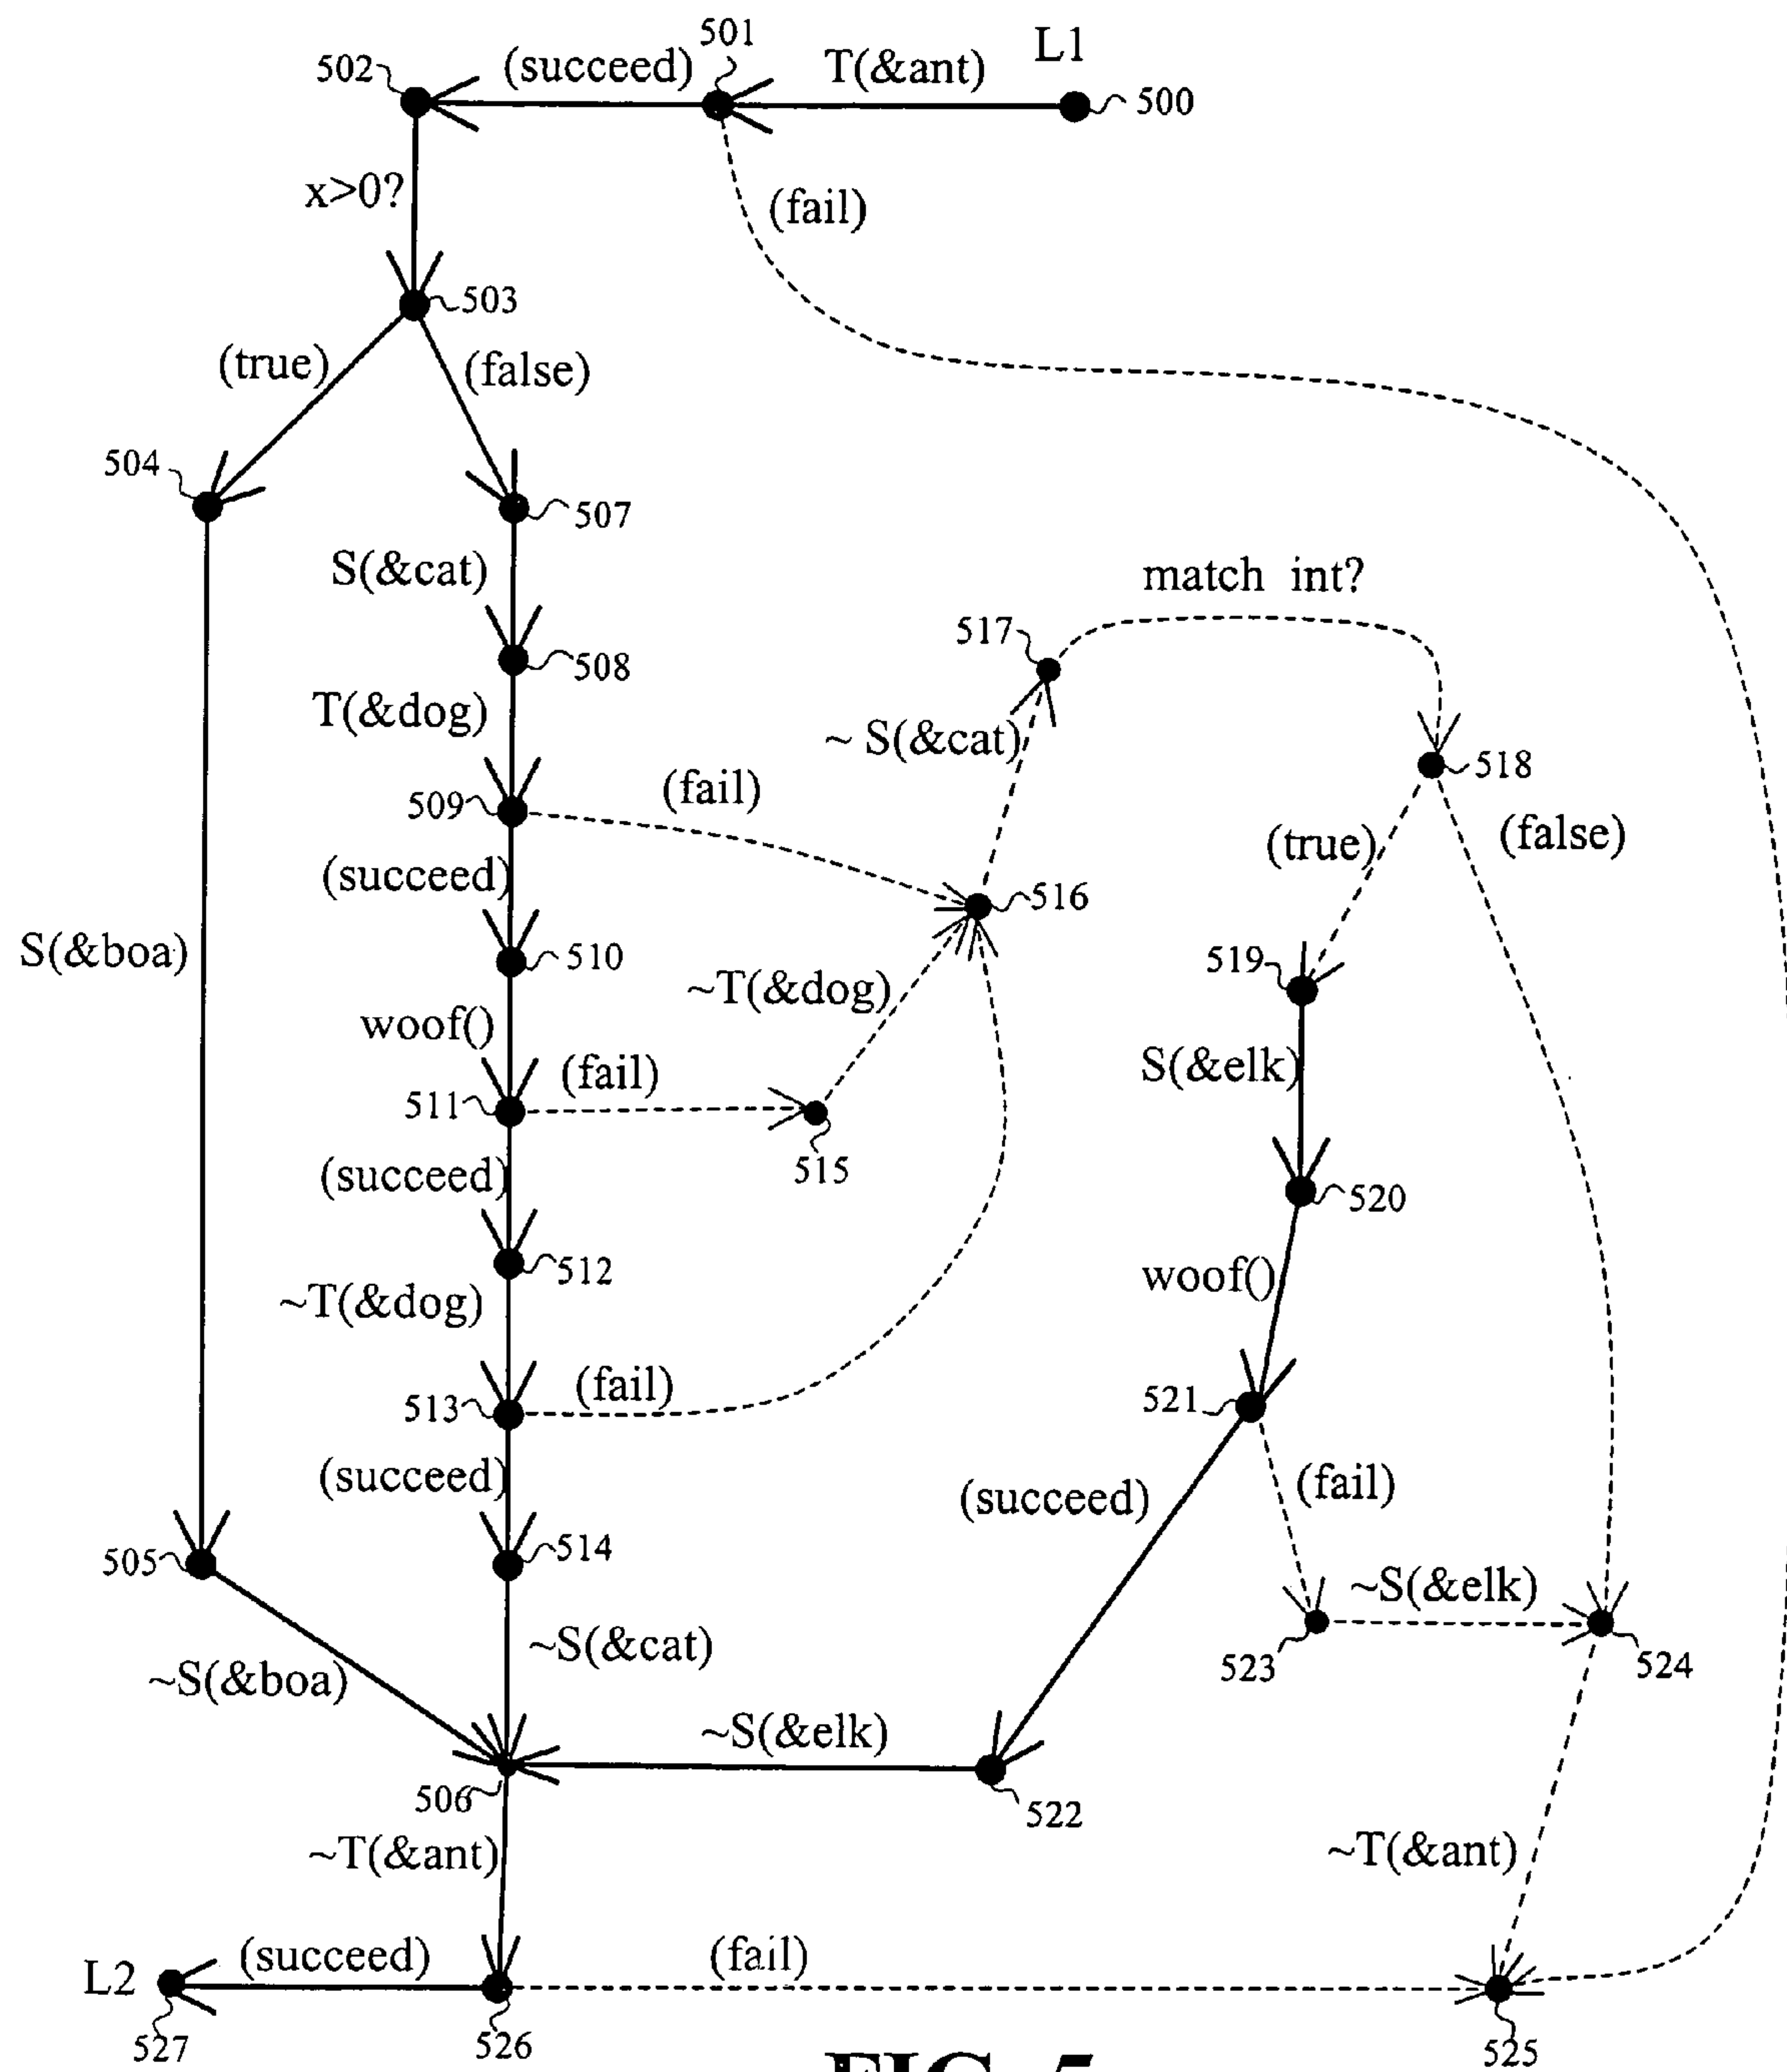 501
L1
502
(succeed)
T(&ant)
500
x>0?
(fail)
503
(true)
(false)
504
507
S(&cat)
match int?
517
508
T(&dog)
~ S(&cat)
518
509
(fail)
(true)
(false)
(succeed)
516
S(&boa)
510
~T(&dog)
519
woof()
(fail)
S(&elk)
511
(succeed)
515
520
512
~T(&dog)
woof()
513
(fail)
521
(succeed)
(succeed)
(fail)
505
514
~S(&elk)
~S(&boa)
~S(&cat)
523
524
~S(&elk)
506
522
~T(&ant)
~T(&ant)
L2
(succeed)
(fail)
527
526
525
FIG. 5